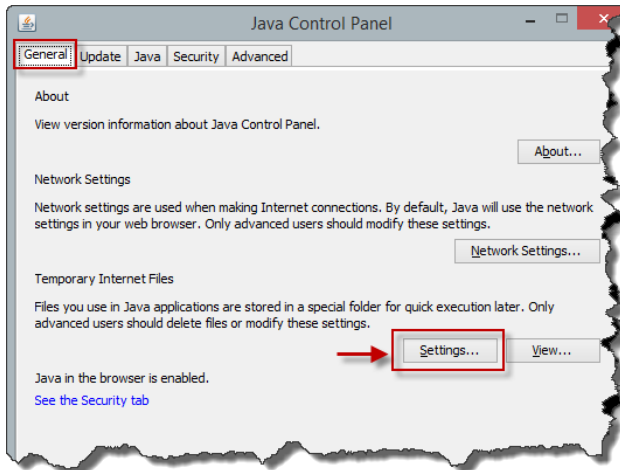 Java Control Panel
General Update Java Security Advanced
About
View version information about Java Control Panel.
About...
Network Settings
Network settings are used when making Internet connections. By default, Java will use the network
settings in your web browser. Only advanced users should modify these settings.
Network Settings...
Temporary Internet Files
Files you use in Java applications are stored in a special folder for quick execution later. Only
advanced users should delete files or modify these settings.
Settings... View...
Java in the browser is enabled.
See the Security tab